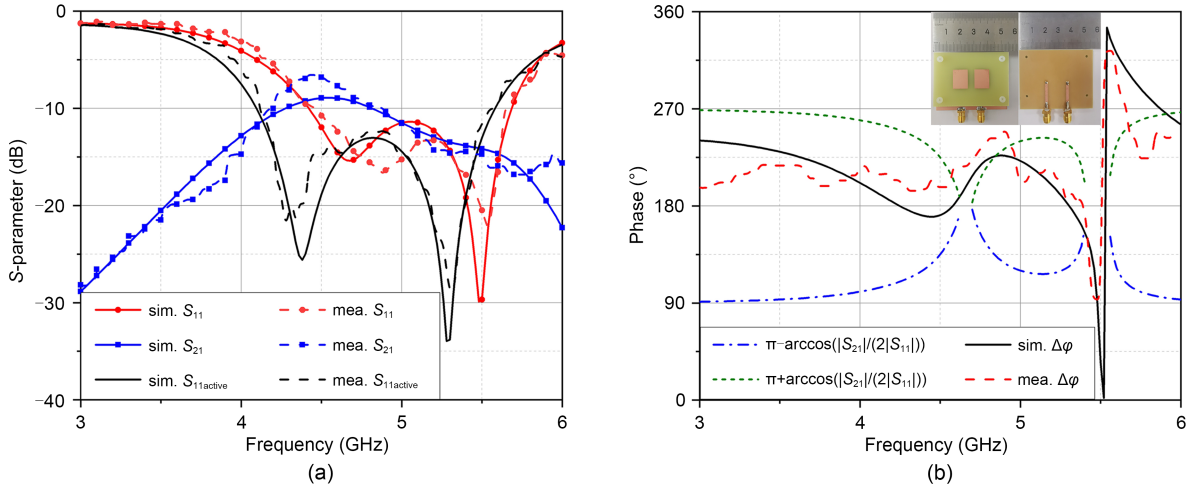 0
−10
−20
−30
−40
S-parameter (dB)
sim. S11
mea. S11
sim. S21
mea. S21
sim. S11active
mea. S11active
3
4
5
6
Frequency (GHz)
(a)
360
270
180
90
0
Phase (°)
1 2 3 4 5 6
1 2 3 4 5 6
π−arccos(|S21|/(2|S11|))
sim. Δφ
π+arccos(|S21|/(2|S11|))
mea. Δφ
3
4
5
6
Frequency (GHz)
(b)